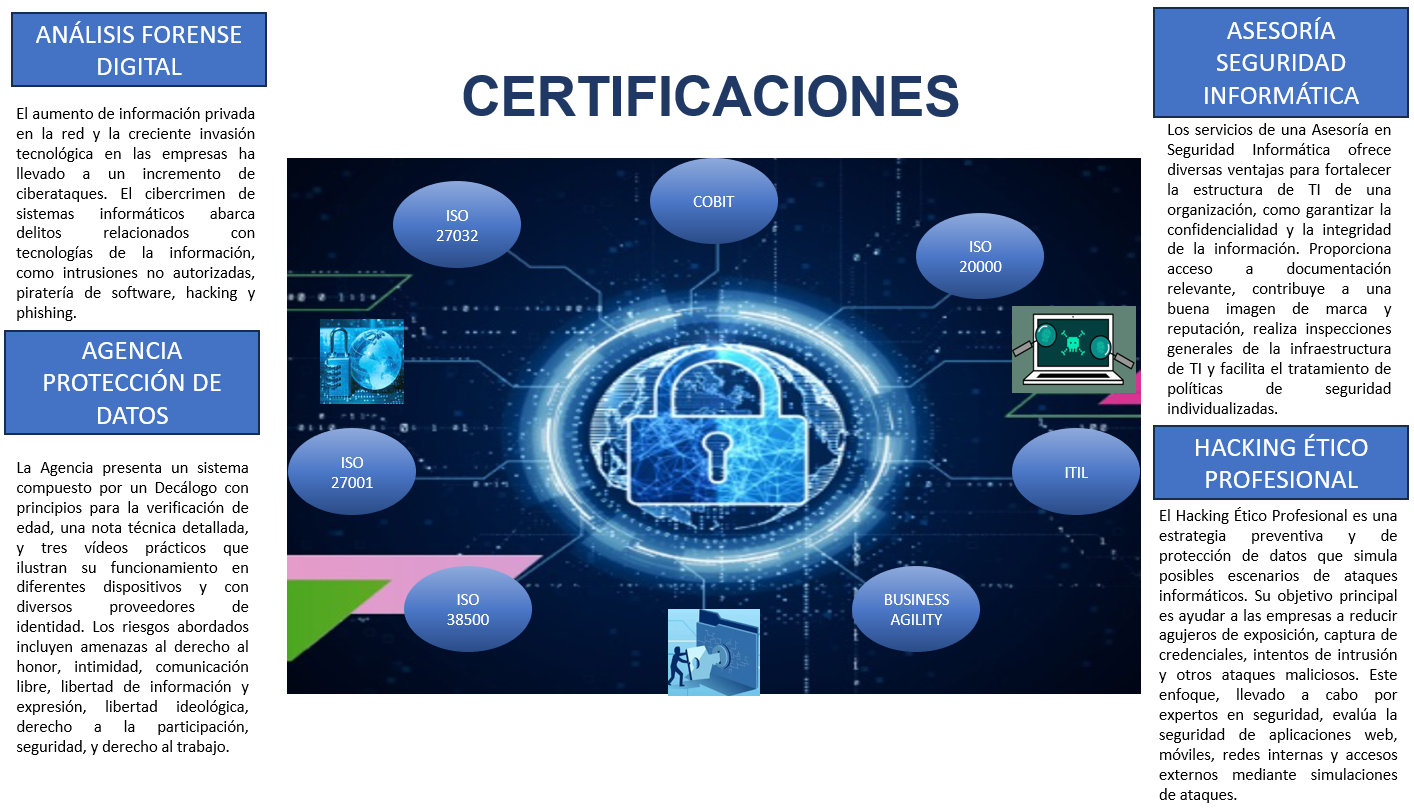 ANÁLISIS FORENSE
DIGITAL
El aumento de información privada
en la red y la creciente invasión
tecnológica en las empresas ha
llevado a un incremento de
ciberataques. El cibercrimen de
sistemas informáticos abarca
delitos relacionados con
tecnologías de la información,
como intrusiones no autorizadas,
piratería de software, hacking y
phishing.
AGENCIA
PROTECCIÓN DE
DATOS
La Agencia presenta un sistema
compuesto por un Decálogo con
principios para la verificación de
edad, una nota técnica detallada,
y tres vídeos prácticos que
ilustran su funcionamiento en
diferentes dispositivos y con
diversos proveedores de
identidad. Los riesgos abordados
incluyen amenazas al derecho al
honor, intimidad, comunicación
libre, libertad de información y
expresión, libertad ideológica,
derecho a la participación,
seguridad, y derecho al trabajo.
CERTIFICACIONES
ISO
27032
COBIT
ISO
20000
ISO
27001
ITIL
ISO
38500
BUSINESS
AGILITY
ASESORÍA
SEGURIDAD
INFORMÁTICA
Los servicios de una Asesoría en
Seguridad Informática ofrece
diversas ventajas para fortalecer
la estructura de TI de una
organización, como garantizar la
confidencialidad y la integridad
de la información. Proporciona
acceso a documentación
relevante, contribuye a una
buena imagen de marca y
reputación, realiza inspecciones
generales de la infraestructura
de TI y facilita el tratamiento de
políticas de seguridad
individualizadas.
HACKING ÉTICO
PROFESIONAL
El Hacking Ético Profesional es una
estrategia preventiva y de
protección de datos que simula
posibles escenarios de ataques
informáticos. Su objetivo principal
es ayudar a las empresas a reducir
agujeros de exposición, captura de
credenciales, intentos de intrusión
y otros ataques maliciosos. Este
enfoque, llevado a cabo por
expertos en seguridad, evalúa la
seguridad de aplicaciones web,
móviles, redes internas y accesos
externos mediante simulaciones
de ataques.